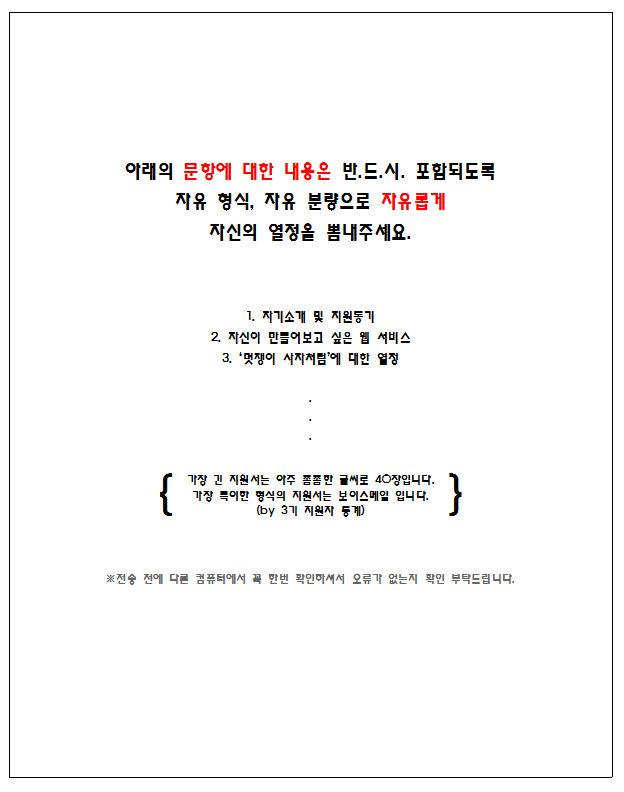 아래의 문항에 대한 내용은 반.드.시. 포함되도록
자유 형식, 자유 분량으로 자유롭게
자신의 열정을 뽐내주세요.
1. 자기소개 및 지원동기
2. 자신이 만들어보고 싶은 웹 서비스
3. '멋쟁이 사자처럼'에 대한 열정
.
.
.
{ 가장 긴 지원서는 아주 쫌쫌한 글씨로 40장입니다.
가장 특이한 형식의 지원서는 보이스메일 입니다.
(by 3기 지원자 통계) }
※전송 전에 다른 컴퓨터에서 꼭 한번 확인하셔서 오류가 없는지 확인 부탁드립니다.